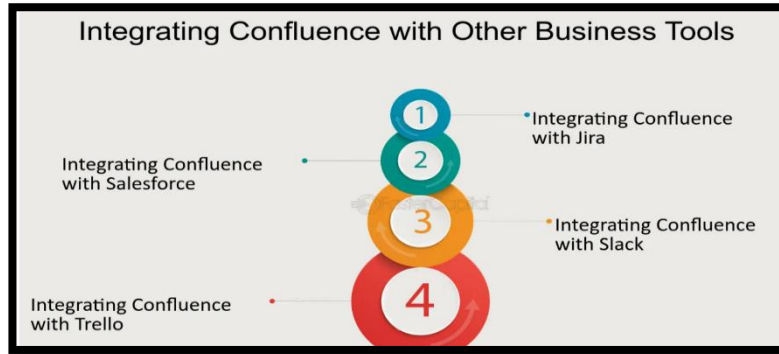 Integrating Confluence with Other Business Tools
1
Integrating Confluence
with Jira
2
Integrating Confluence
with Salesforce
FasterCapital
3
Integrating Confluence
with Slack
4
Integrating Confluence
with Trello